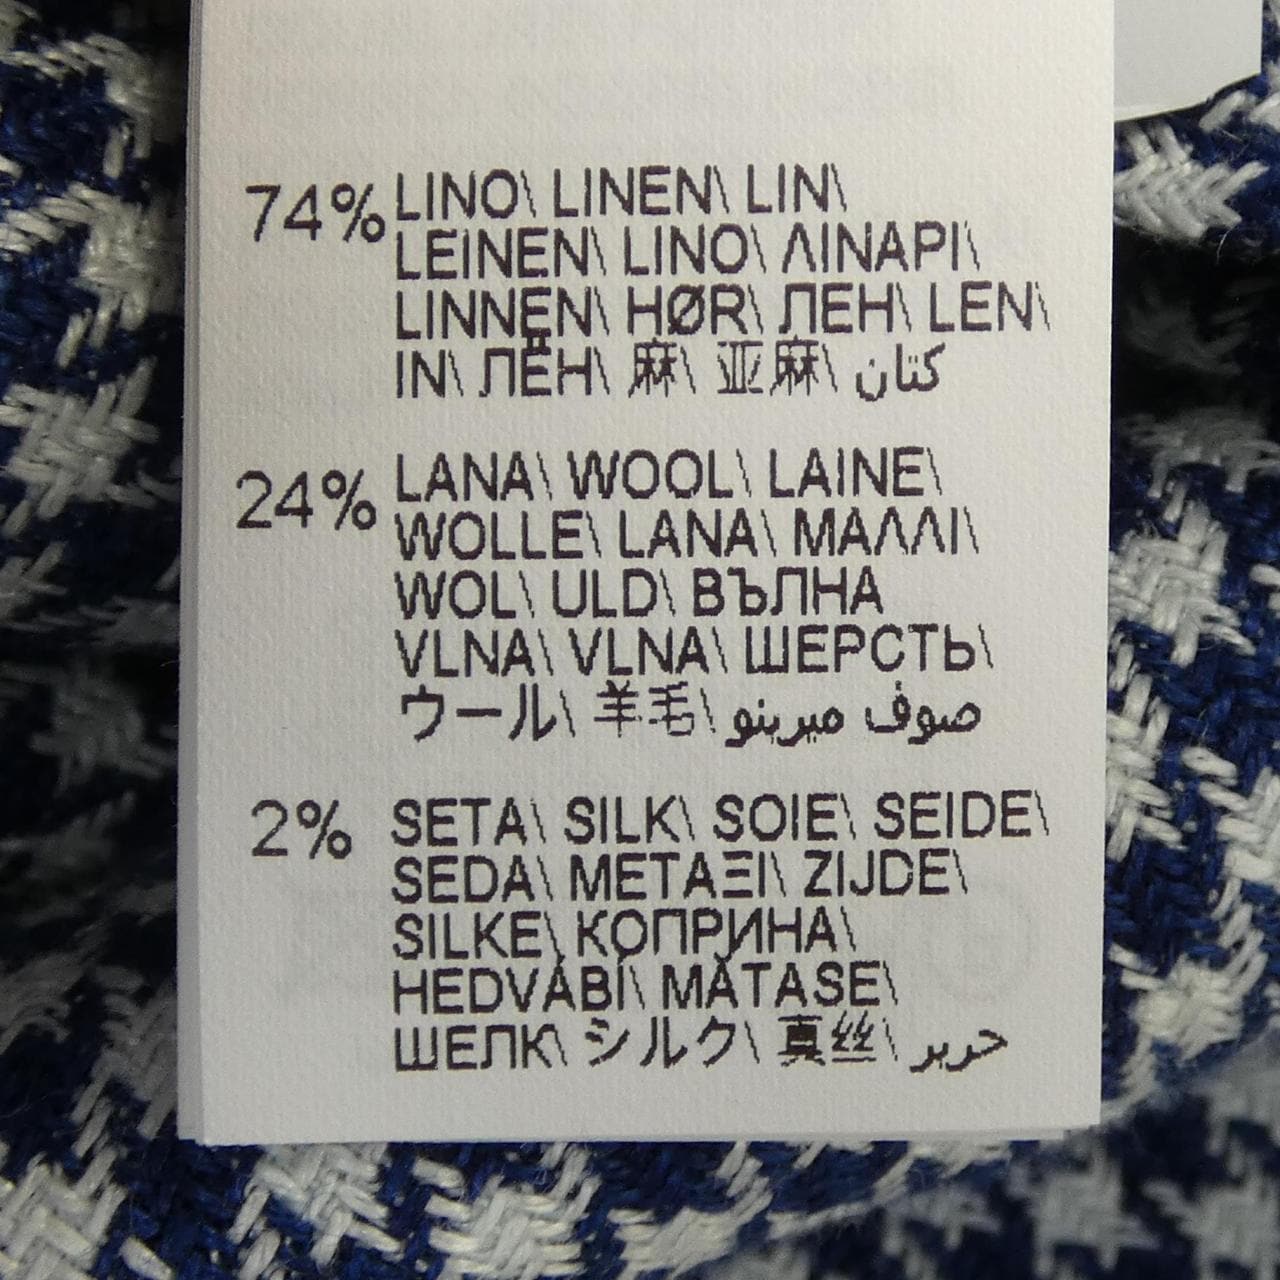 74% LINO\ LINEN\ LIN\
LEINEN\ LINO\ ΛΙΝΑΡΙ\
LINNEN\ HØR\ ЛЕН\ LEN\
IN\ ЛЁН\ 麻\ 亚麻\ كتان
24% LANA\ WOOL\ LAINE\
WOLLE\ LANA\ ΜΑΛΛΙ\
WOL\ ULD\ ВЪЛНА
VLNA\ VLNA\ ШЕРСТЬ\
ウール\ 羊毛\ صوف ميرينو
2% SETA\ SILK\ SOIE\ SEIDE\
SEDA\ ΜΕΤΑΞΙ\ ZIJDE\
SILKE\ КОПРИНА\
HEDVÁBÍ\ MĂTASE\
ШЕЛК\ シルク\ 真丝\ حرير